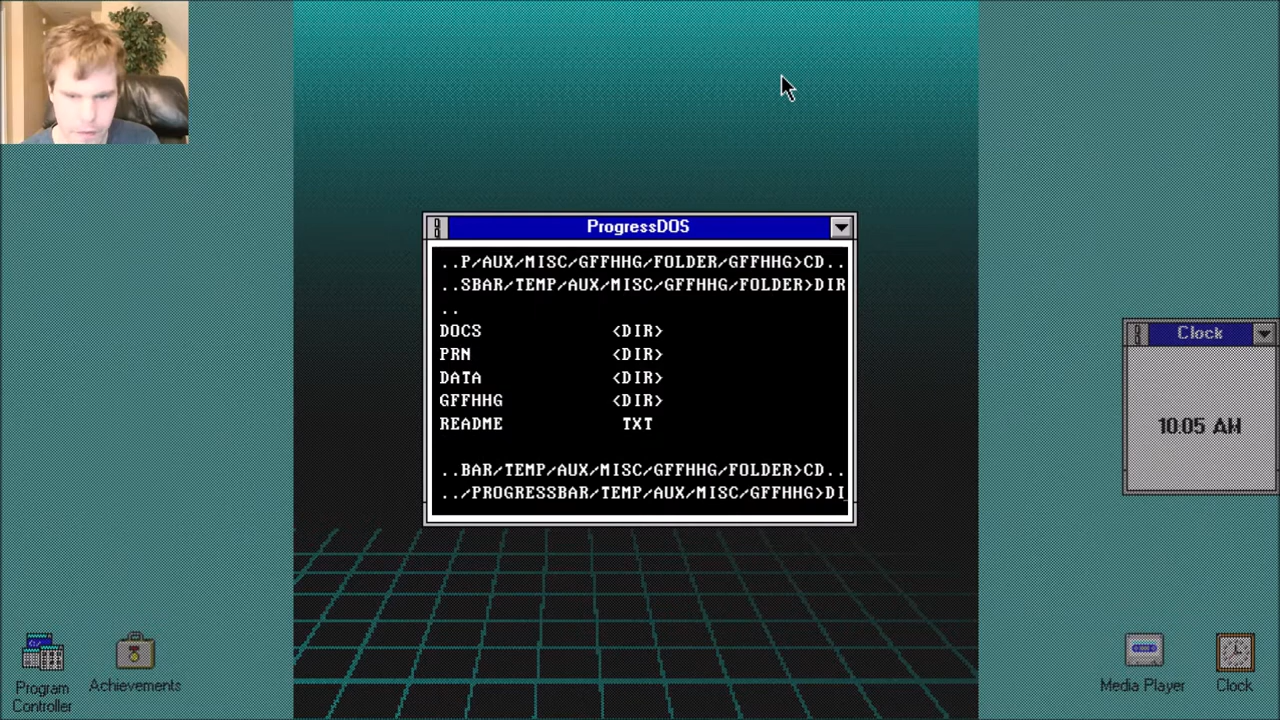 ProgressDOS
..P/AUX/MISC/GFFHHG/FOLDER/GFFHHG>CD..
..SBAR/TEMP/AUX/MISC/GFFHHG/FOLDER>DIR
..
DOCS <DIR>
PRN <DIR>
DATA <DIR>
GFFHHG <DIR>
README TXT
..BAR/TEMP/AUX/MISC/GFFHHG/FOLDER>CD..
../PROGRESSBAR/TEMP/AUX/MISC/GFFHHG>DI_
Clock
10:05 AM
Program
Controller
Achievements
Media Player
Clock